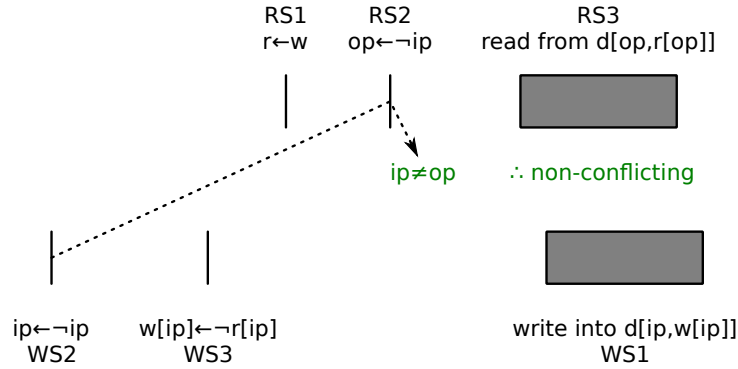 RS1
r←w
RS2
op←¬ip
RS3
read from d[op,r[op]]
ip≠op
∴ non-conflicting
ip←¬ip
WS2
w[ip]←¬r[ip]
WS3
write into d[ip,w[ip]]
WS1